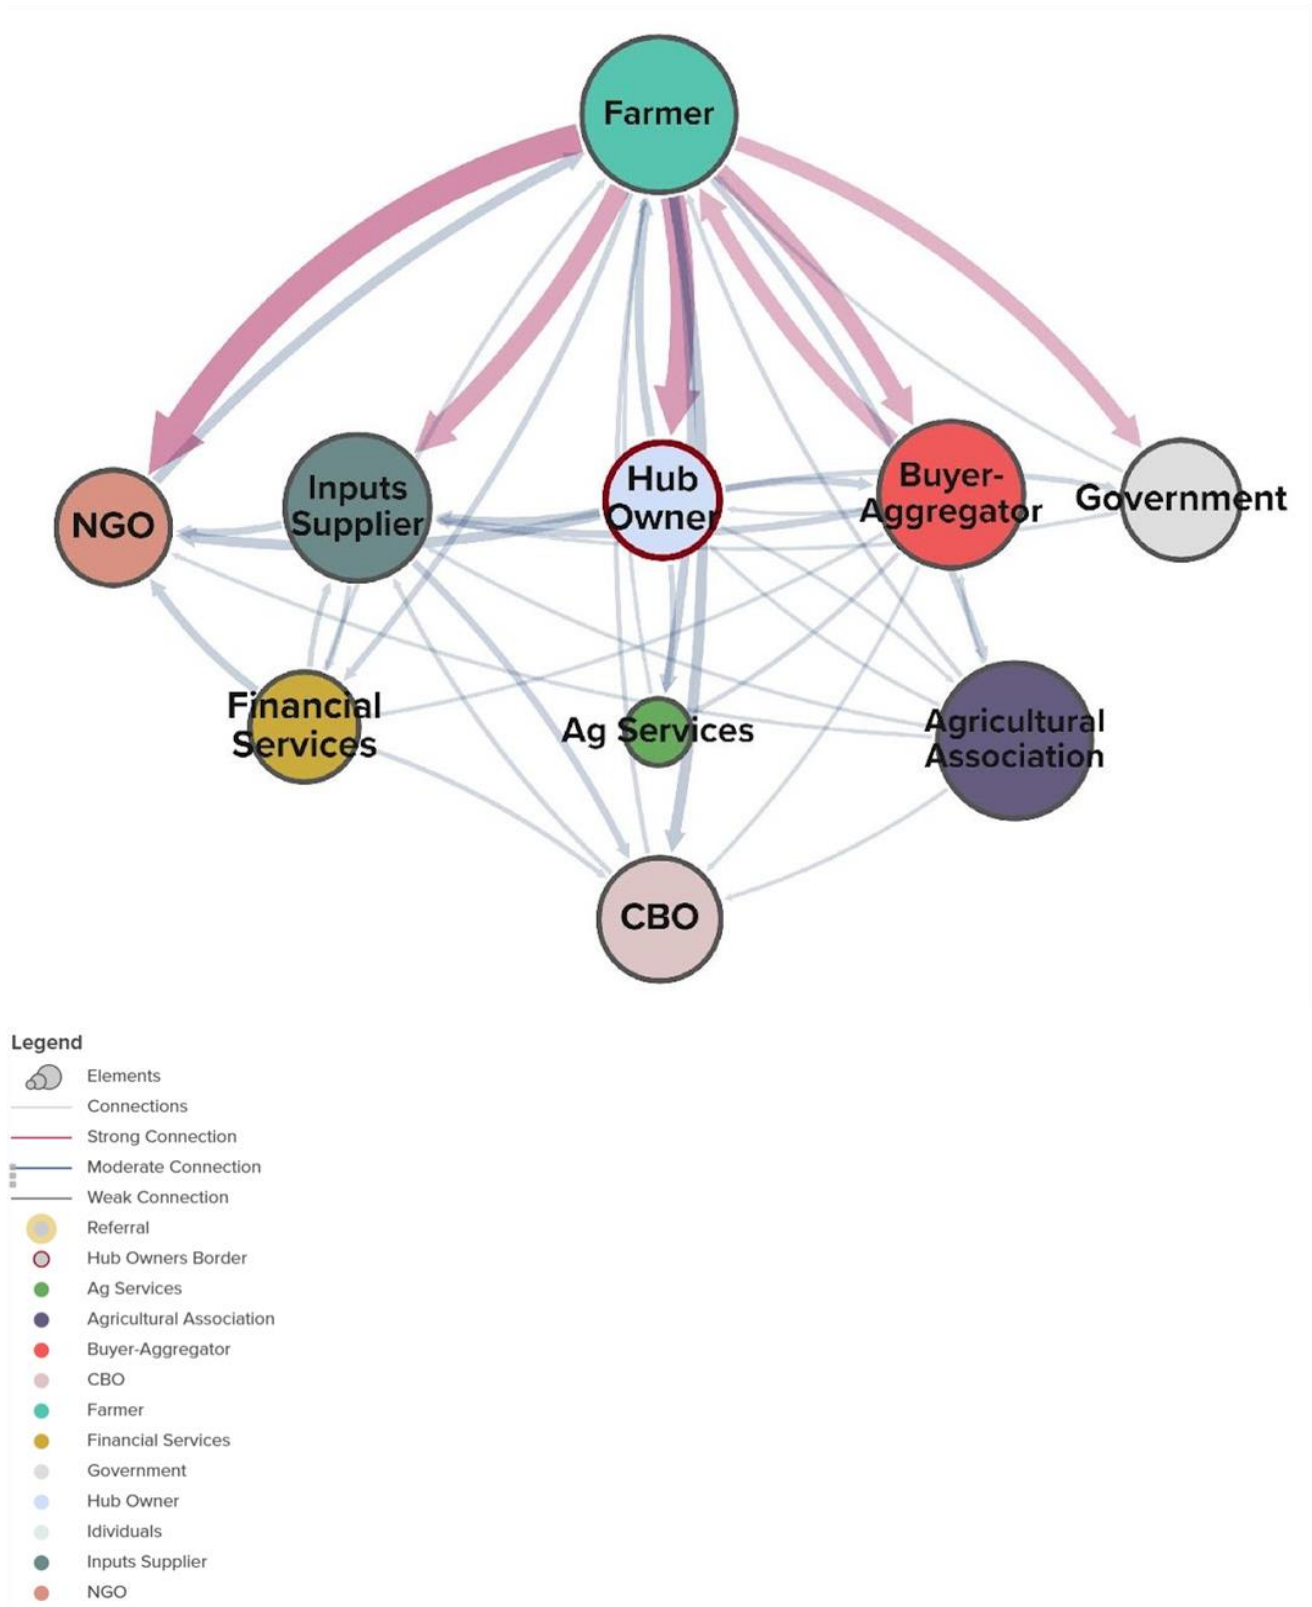 Farmer
NGO
Inputs
Supplier
Hub
Owner
Buyer-
Aggregator
Government
Financial
Services
Ag Services
Agricultural
Association
CBO
Legend
Elements
Connections
Strong Connection
Moderate Connection
Weak Connection
Referral
Hub Owners Border
Ag Services
Agricultural Association
Buyer-Aggregator
CBO
Farmer
Financial Services
Government
Hub Owner
Idividuals
Inputs Supplier
NGO